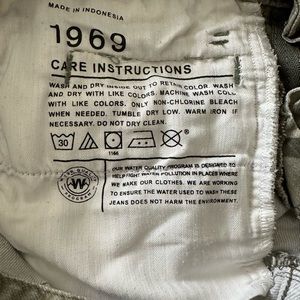 MADE IN INDONESIA
1969
CARE INSTRUCTIONS
WASH AND DRY INSIDE OUT TO RETAIN COLOR. WASH
AND DRY WITH LIKE COLORS. MACHINE WASH COLD
WITH LIKE COLORS. ONLY NON-CHLORINE BLEACH
WHEN NEEDED. TUMBLE DRY LOW. WARM IRON IF
NECESSARY. DO NOT DRY CLEAN.
30
1166
OUR WATER QUALITY PROGRAM IS DESIGNED TO
HELP FIGHT WATER POLLUTION IN PLACES WHERE
WE MAKE OUR CLOTHES. WE ARE WORKING
TO ENSURE THE WATER USED TO WASH THESE
JEANS DOES NOT HARM THE ENVIRONMENT.
W
PROGRAM